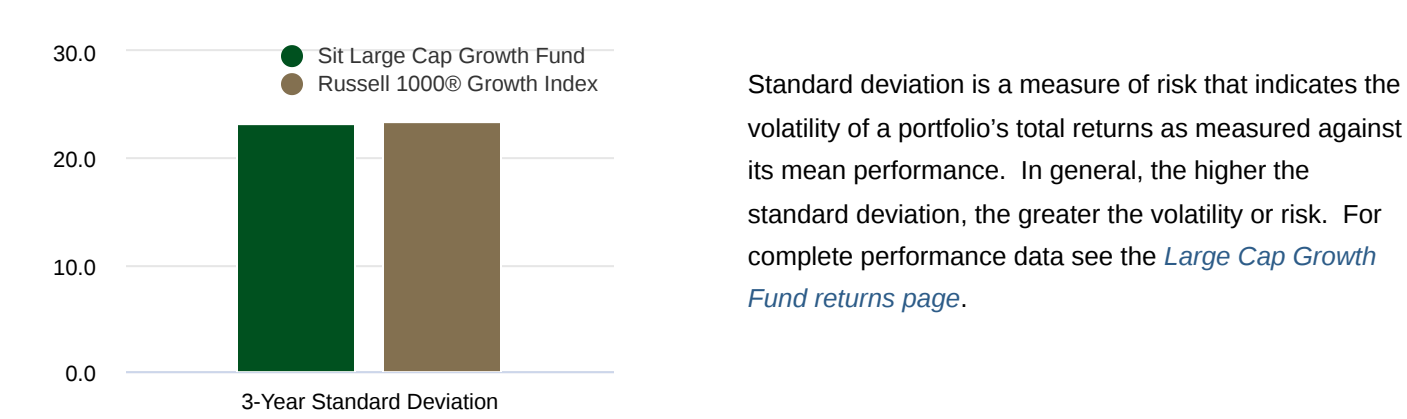 30.0
20.0
10.0
0.0
Sit Large Cap Growth Fund
Russell 1000® Growth Index
3-Year Standard Deviation
Standard deviation is a measure of risk that indicates the
volatility of a portfolio’s total returns as measured against
its mean performance.  In general, the higher the
standard deviation, the greater the volatility or risk.  For
complete performance data see the Large Cap Growth
Fund returns page.